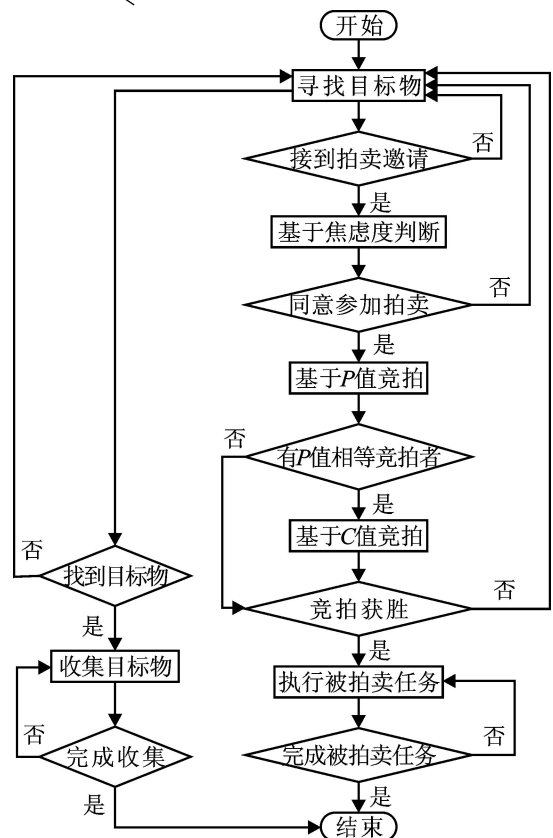 开始
寻找目标物
接到拍卖邀请
否
是
基于焦虑度判断
同意参加拍卖
否
是
基于P值竞拍
否
有P值相等竞拍者
是
基于C值竞拍
否
找到目标物
竞拍获胜
否
是
是
收集目标物
执行被拍卖任务
否
完成收集
完成被拍卖任务
否
是
是
结束